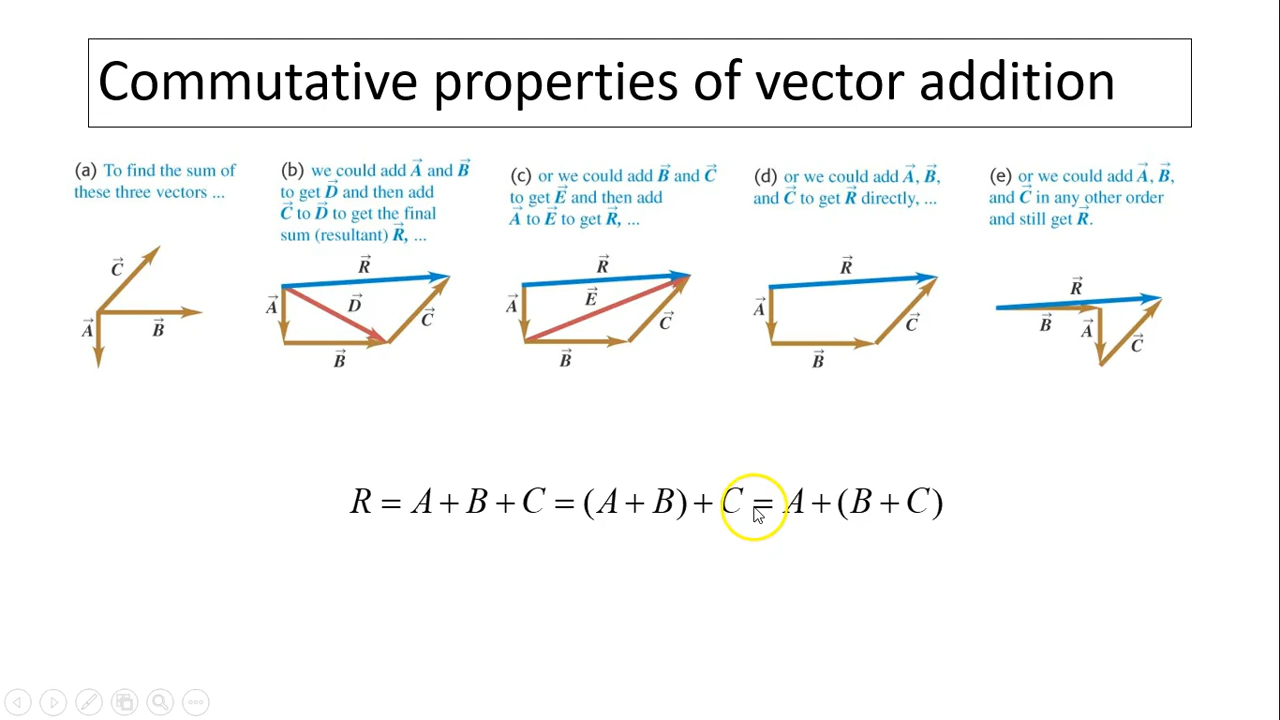 Commutative properties of vector addition
(a) To find the sum of
these three vectors ...
(b) we could add A⃗ and B⃗
to get D⃗ and then add
C⃗ to D⃗ to get the final
sum (resultant) R⃗, ...
(c) or we could add B⃗ and C⃗
to get E⃗ and then add
A⃗ to E⃗ to get R⃗, ...
(d) or we could add A⃗, B⃗,
and C⃗ to get R⃗ directly, ...
(e) or we could add A⃗, B⃗,
and C⃗ in any other order
and still get R⃗.
C⃗
A⃗
B⃗
R⃗
A⃗
D⃗
C⃗
B⃗
R⃗
A⃗
E⃗
C⃗
B⃗
R⃗
A⃗
C⃗
B⃗
R⃗
B⃗
A⃗
C⃗
R = A + B + C = (A + B) + C = A + (B + C)